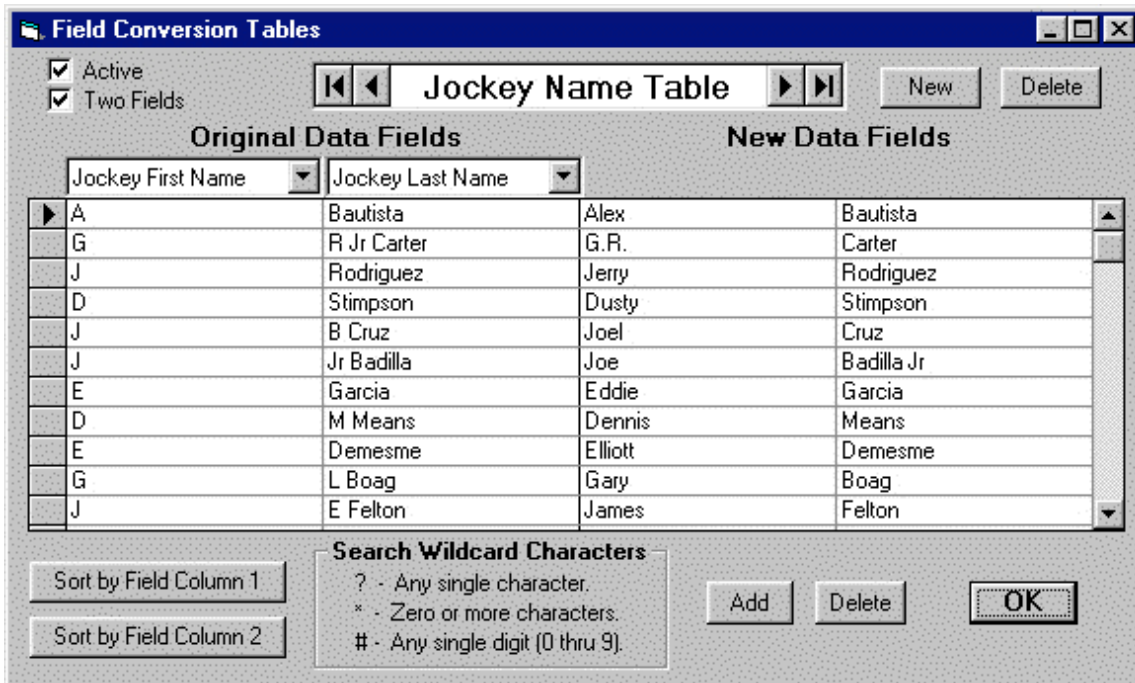 Field Conversion Tables
Active
Two Fields
Jockey Name Table
New
Delete
Original Data Fields
New Data Fields
Jockey First Name
Jockey Last Name
A Bautista Alex Bautista
G R Jr Carter G.R. Carter
J Rodriguez Jerry Rodriguez
D Stimpson Dusty Stimpson
J B Cruz Joel Cruz
J Jr Badilla Joe Badilla Jr
E Garcia Eddie Garcia
D M Means Dennis Means
E Demesme Elliott Demesme
G L Boag Gary Boag
J E Felton James Felton
Sort by Field Column 1
Sort by Field Column 2
Search Wildcard Characters
? - Any single character.
* - Zero or more characters.
# - Any single digit (0 thru 9).
Add
Delete
OK